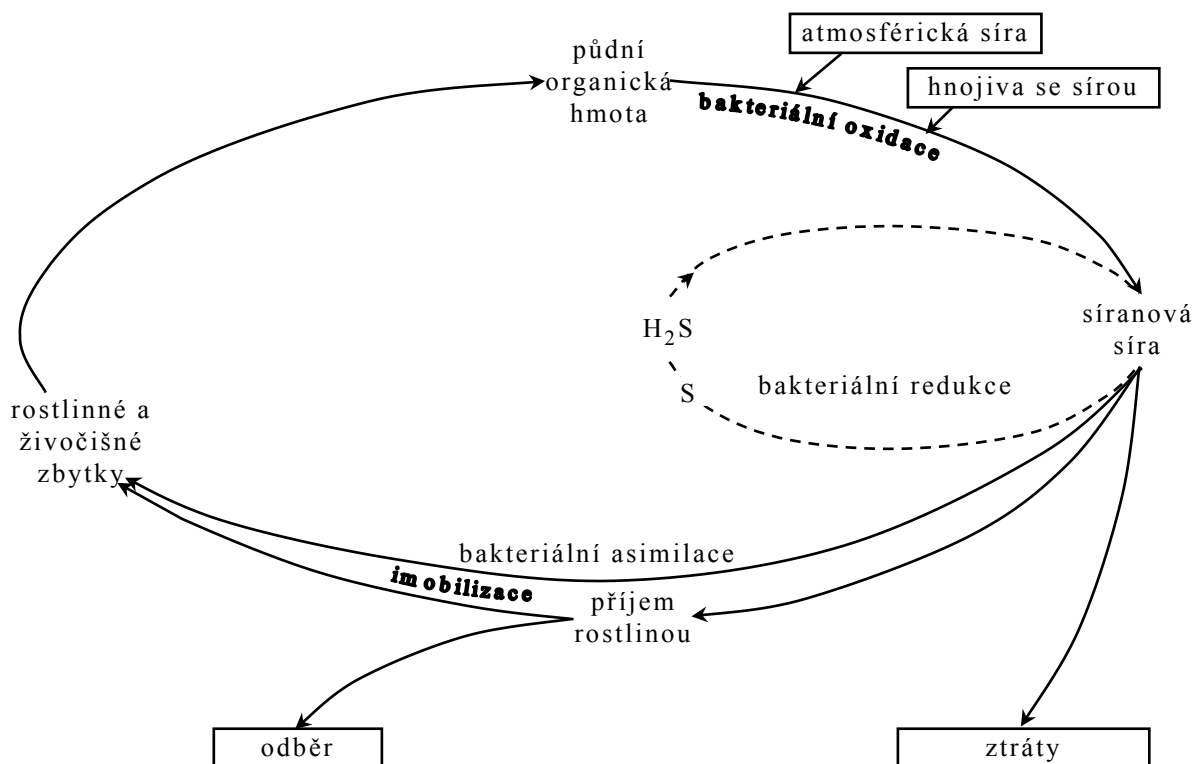 atmosférická síra
půdní
organická
hmota
hnojiva se sírou
bakteriální oxidace
síranová
síra
H₂S
S
bakteriální redukce
rostlinné a
živočišné
zbytky
bakteriální asimilace
imobilizace
příjem
rostlinou
odběr
ztráty